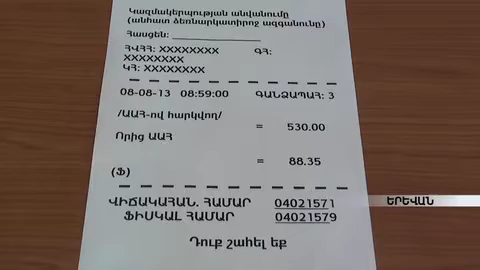 Կազմակերպության անվանումը
(անհատ ձեռնարկատիրոջ ազգանունը)
Հասցեն: _______________
ՀՎՀՀ: XXXXXXXX ԳՀ:
XXXXXXXX
ԿՀ: XXXXXXXX
08-08-13 08:59:00 ԳԱՆՁԱՊԱՀ: 3
/ԱԱՀ-ով հարկվող/
= 530.00
Որից ԱԱՀ
= 88.35
(Ֆ)
ՎԻՃԱԿԱՀԱՆ. ՀԱՄԱՐ 04021571
ՖԻՍԿԱԼ ՀԱՄԱՐ 04021579
Դուք շահել եք
ԵՐԵՎԱՆ